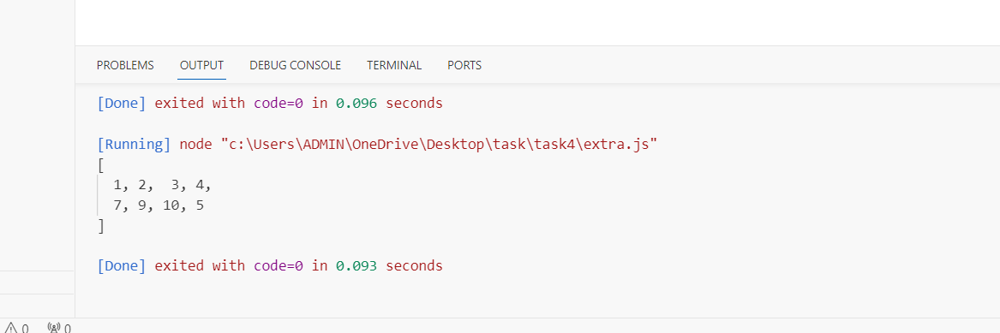 PROBLEMS OUTPUT DEBUG CONSOLE TERMINAL PORTS
[Done] exited with code=0 in 0.096 seconds
[Running] node "c:\Users\ADMIN\OneDrive\Desktop\task\task4\extra.js"
[
  1, 2,  3, 4,
  7, 9, 10, 5
]
[Done] exited with code=0 in 0.093 seconds
0 0